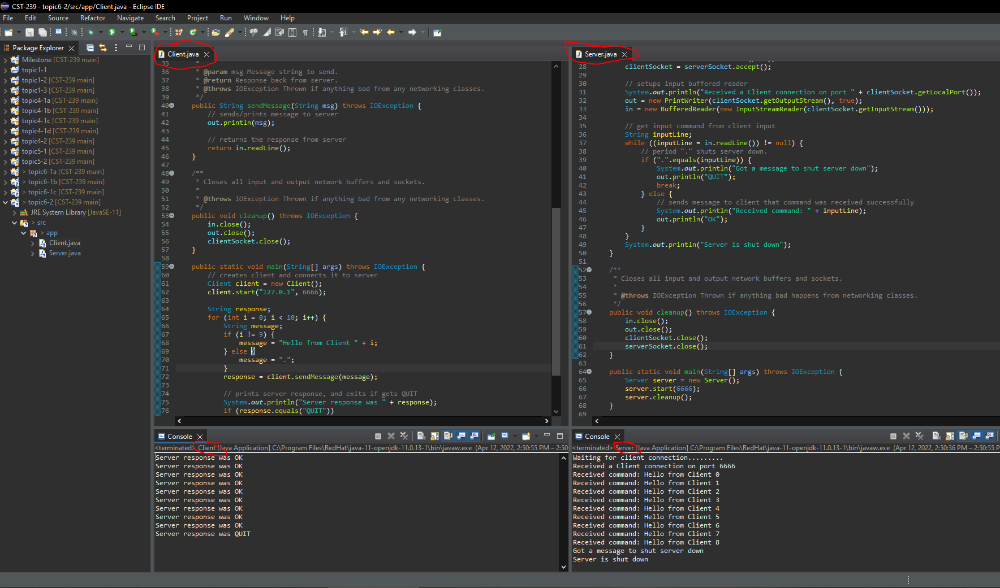 CST-239 - topic6-2/src/app/Client.java - Eclipse IDE
File Edit Source Refactor Navigate Search Project Run Window Help
Package Explorer
Milestone [CST-239 main]
topic1-1
topic1-2 [CST-239 main]
topic1-3 [CST-239 main]
topic4-1a [CST-239 main]
topic4-1b [CST-239 main]
topic4-1c [CST-239 main]
topic4-1d [CST-239 main]
topic4-2 [CST-239 main]
topic5-1 [CST-239 main]
topic5-2 [CST-239 main]
> topic6-1a [CST-239 main]
> topic6-1b [CST-239 main]
> topic6-1c [CST-239 main]
> topic6-2 [CST-239 main]
JRE System Library [JavaSE-11]
> src
> app
Client.java
Server.java
Client.java
35 *
36 * @param msg Message string to send.
37 * @return Response back from server.
38 * @throws IOException Thrown if anything bad from any networking classes.
39 */
40 public String sendMessage(String msg) throws IOException {
41 // sends/prints message to server
42 out.println(msg);
43
44 // returns the response from server
45 return in.readLine();
46 }
47
48 /**
49 * Closes all input and output network buffers and sockets.
50 *
51 * @throws IOException Thrown if anything bad from any networking classes.
52 */
53 public void cleanup() throws IOException {
54 in.close();
55 out.close();
56 clientSocket.close();
57 }
58
59 public static void main(String[] args) throws IOException {
60 // creates client and connects it to server
61 Client client = new Client();
62 client.start("127.0.1", 6666);
63
64 String response;
65 for (int i = 0; i < 10; i++) {
66 String message;
67 if (i != 9) {
68 message = "Hello from Client " + i;
69 } else {
70 message = ".";
71 }
72 response = client.sendMessage(message);
73
74 // prints server response, and exits if gets QUIT
75 System.out.println("Server response was " + response);
76 if (response.equals("QUIT"))
Server.java
28 clientSocket = serverSocket.accept();
29
30 // setups input buffered reader
31 System.out.println("Received a Client connection on port " + clientSocket.getLocalPort());
32 out = new PrintWriter(clientSocket.getOutputStream(), true);
33 in = new BufferedReader(new InputStreamReader(clientSocket.getInputStream()));
34
35 // get input command from client input
36 String inputLine;
37 while ((inputLine = in.readLine()) != null) {
38 // period "." shuts server down.
39 if (".".equals(inputLine)) {
40 System.out.println("Got a message to shut server down");
41 out.println("QUIT");
42 break;
43 } else {
44 // sends message to client that command was received successfully
45 System.out.println("Received command: " + inputLine);
46 out.println("OK");
47 }
48 }
49 System.out.println("Server is shut down");
50 }
51
52 /**
53 * Closes all input and output network buffers and sockets.
54 *
55 * @throws IOException Thrown if anything bad happens from networking classes.
56 */
57 public void cleanup() throws IOException {
58 in.close();
59 out.close();
60 clientSocket.close();
61 serverSocket.close();
62 }
63
64 public static void main(String[] args) throws IOException {
65 Server server = new Server();
66 server.start(6666);
67 server.cleanup();
68 }
69
Console
<terminated> Client [Java Application] C:\Program Files\RedHat\java-11-openjdk-11.0.13-1\bin\javaw.exe (Apr 12, 2022, 2:50:55 PM – 2:50
Server response was OK
Server response was OK
Server response was OK
Server response was OK
Server response was OK
Server response was OK
Server response was OK
Server response was OK
Server response was OK
Server response was QUIT
Console
<terminated> Server [Java Application] C:\Program Files\RedHat\java-11-openjdk-11.0.13-1\bin\javaw.exe (Apr 12, 2022, 2:50:36 PM – 2:50:55 P
Waiting for client connection.........
Received a Client connection on port 6666
Received command: Hello from Client 0
Received command: Hello from Client 1
Received command: Hello from Client 2
Received command: Hello from Client 3
Received command: Hello from Client 4
Received command: Hello from Client 5
Received command: Hello from Client 6
Received command: Hello from Client 7
Received command: Hello from Client 8
Got a message to shut server down
Server is shut down